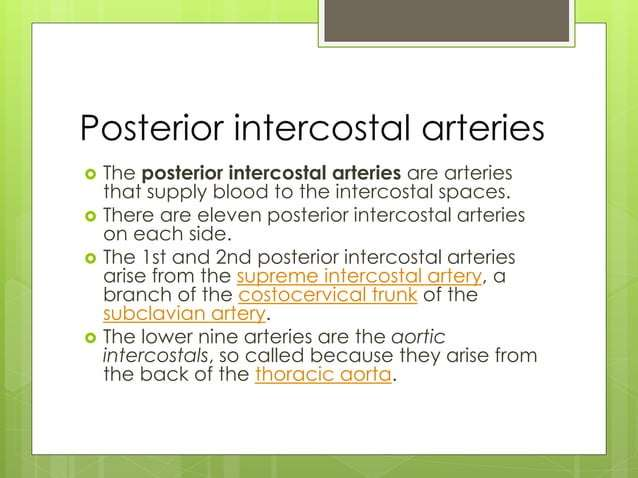 Posterior intercostal arteries
The posterior intercostal arteries are arteries
that supply blood to the intercostal spaces.
There are eleven posterior intercostal arteries
on each side.
The 1st and 2nd posterior intercostal arteries
arise from the supreme intercostal artery, a
branch of the costocervical trunk of the
subclavian artery.
The lower nine arteries are the aortic
intercostals, so called because they arise from
the back of the thoracic aorta.